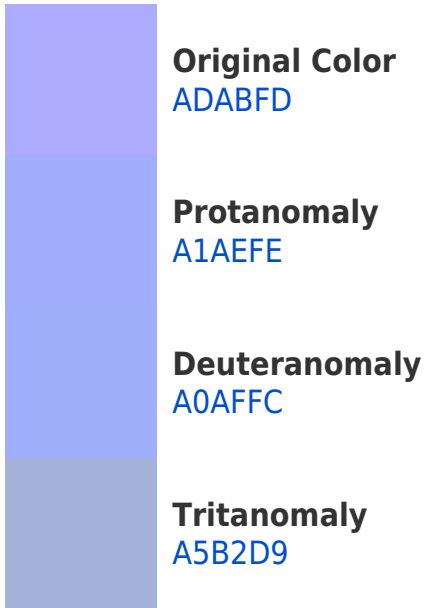 Original Color
ADABFD
Protanomaly
A1AEFE
Deuteranomaly
A0AFFC
Tritanomaly
A5B2D9